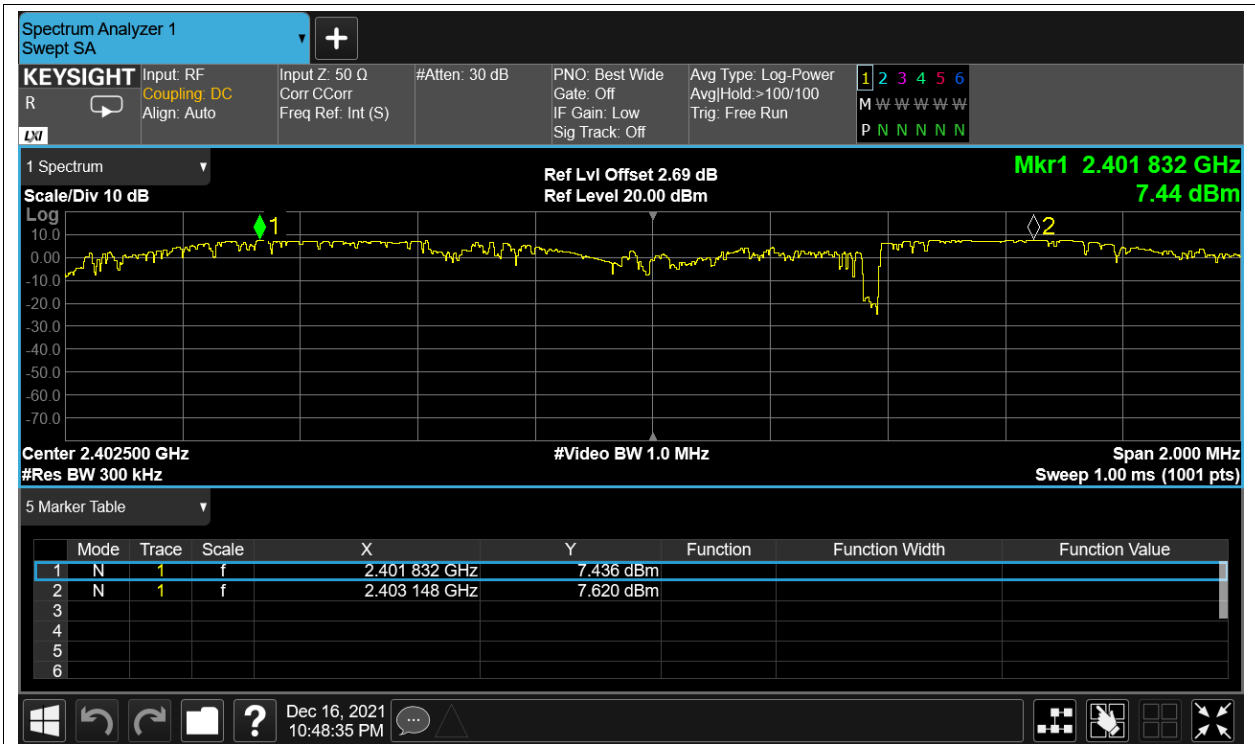 Spectrum Analyzer 1
Swept SA
KEYSIGHT
R
LXI
Input: RF
Coupling: DC
Align: Auto
Input Z: 50 Ω
Corr CCorr
Freq Ref: Int (S)
#Atten: 30 dB
PNO: Best Wide
Gate: Off
IF Gain: Low
Sig Track: Off
Avg Type: Log-Power
Avg|Hold:>100/100
Trig: Free Run
1 2 3 4 5 6
M W W W W W
P N N N N N
1 Spectrum
Scale/Div 10 dB
Ref Lvl Offset 2.69 dB
Ref Level 20.00 dBm
Mkr1 2.401 832 GHz
7.44 dBm
Log
10.0
0.00
-10.0
-20.0
-30.0
-40.0
-50.0
-60.0
-70.0
1
2
Center 2.402500 GHz
#Video BW 1.0 MHz
Span 2.000 MHz
#Res BW 300 kHz
Sweep 1.00 ms (1001 pts)
5 Marker Table
Mode Trace Scale X Y Function Function Width Function Value
1 N 1 f 2.401 832 GHz 7.436 dBm
2 N 1 f 2.403 148 GHz 7.620 dBm
3
4
5
6
?
Dec 16, 2021
10:48:35 PM